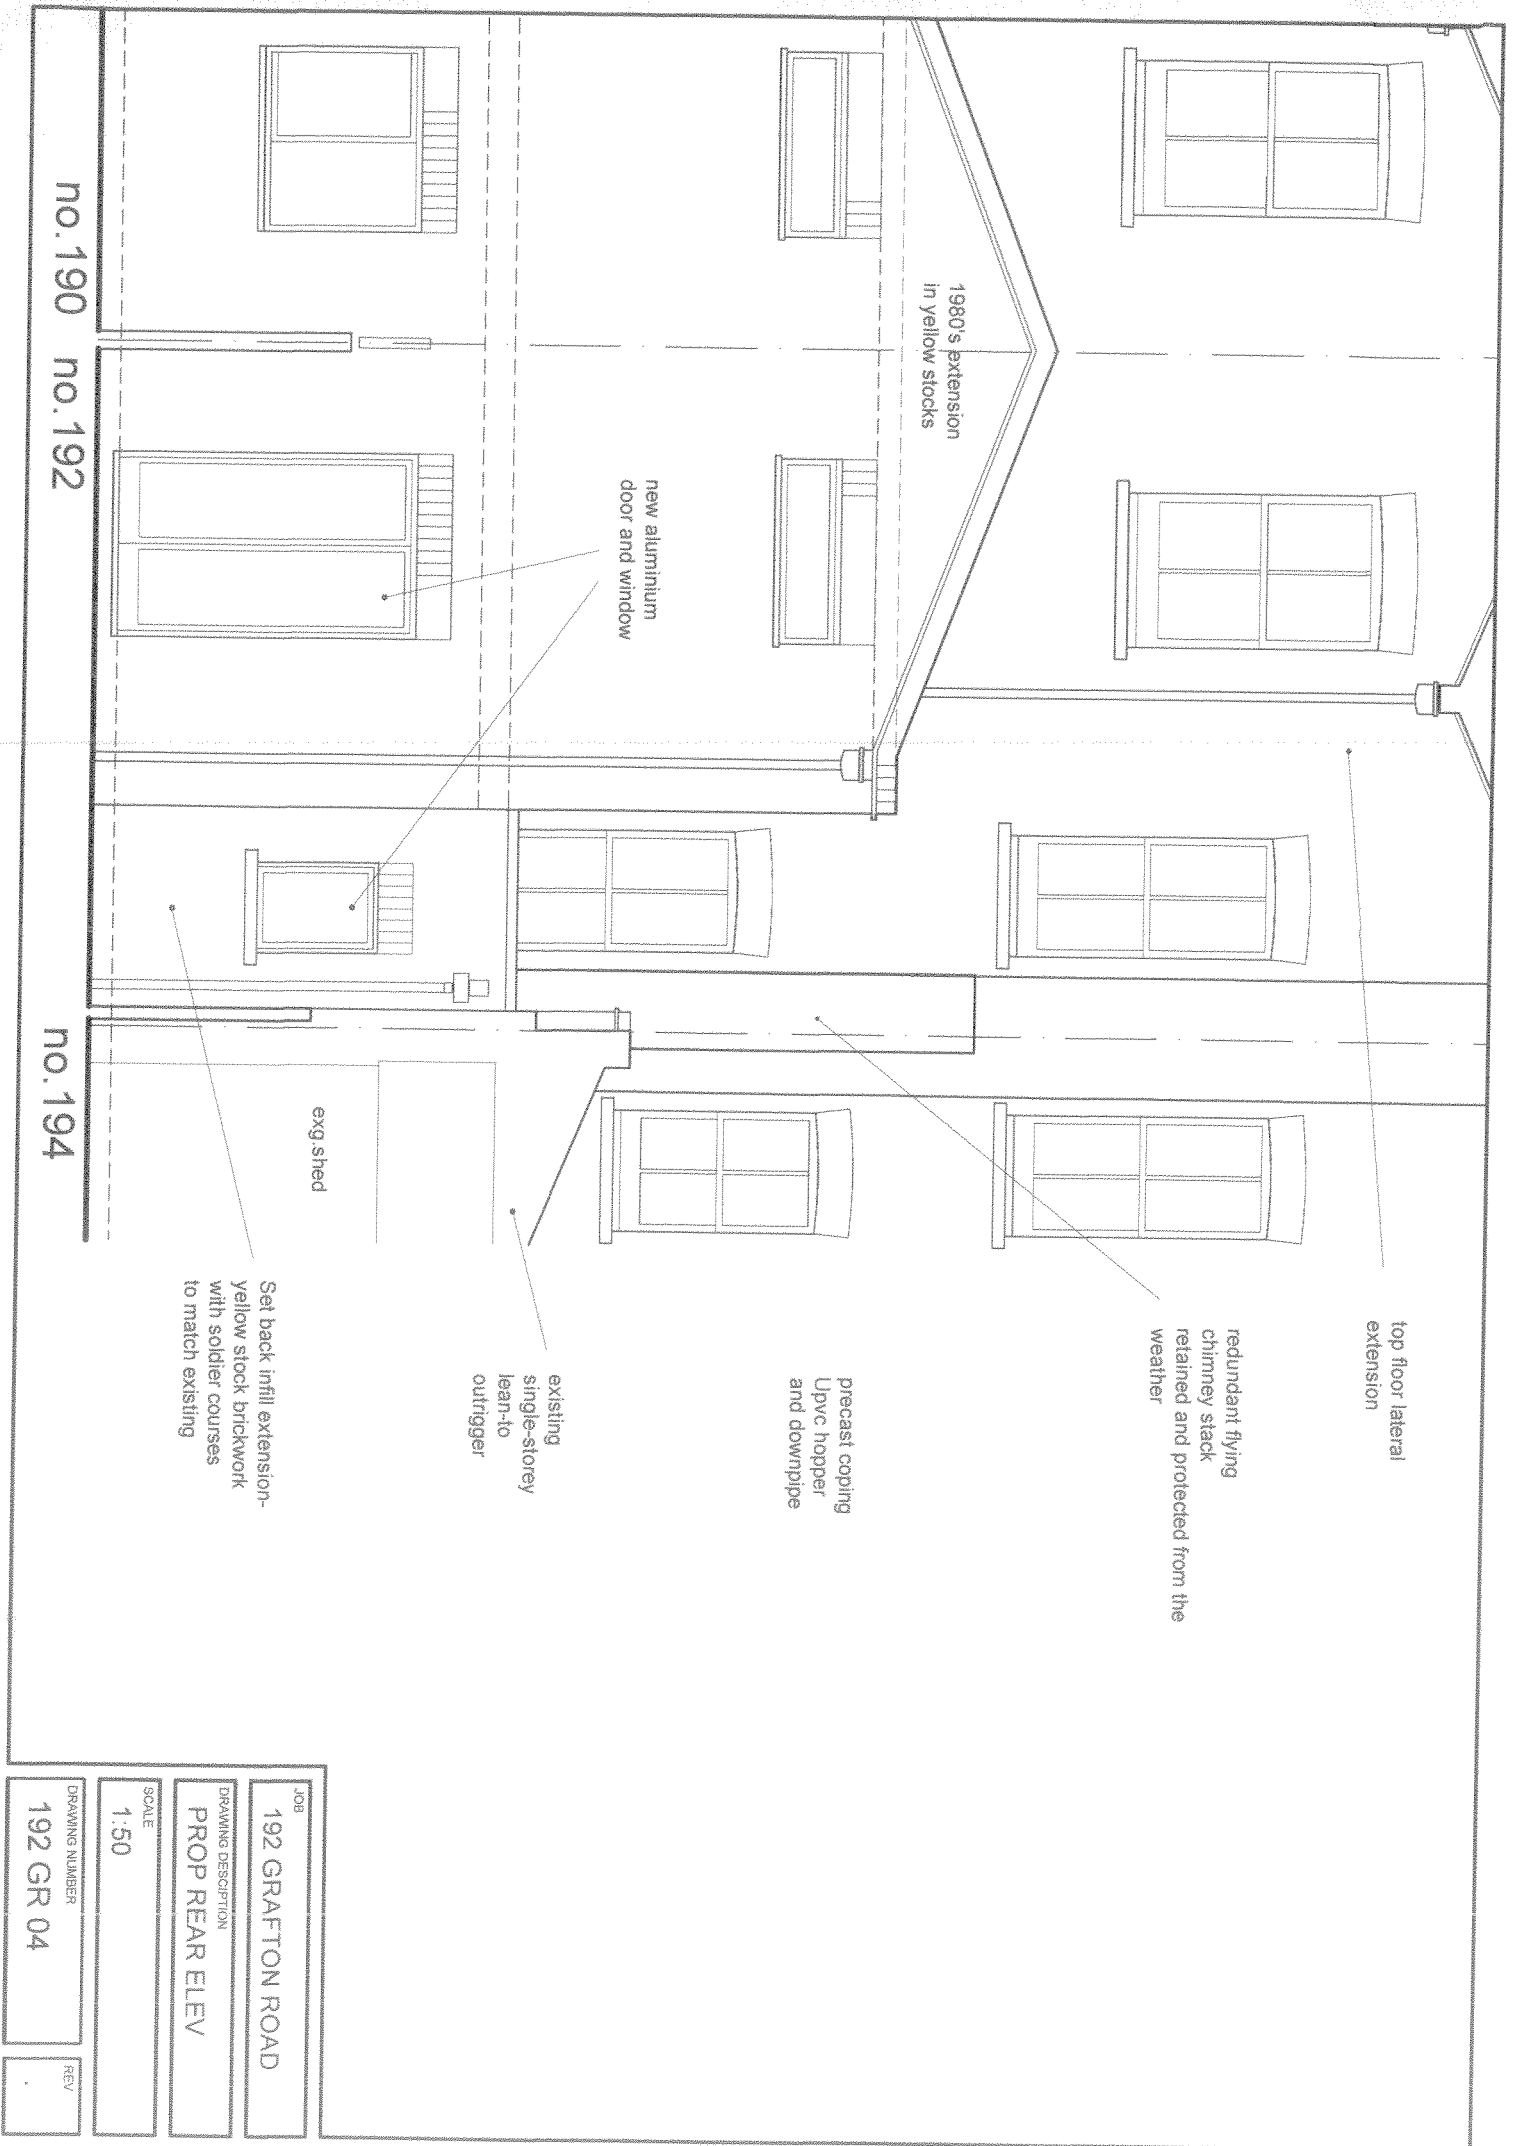 top floor lateral
extension
redundant flying
chimney stack
retained and protected from the
weather
1980's extension
in yellow stocks
precast coping
Upvc hopper
and downpipe
new aluminium
door and window
existing
single-storey
lean-to
outrigger
exg.shed
Set back infill extension-
yellow stock brickwork
with soldier courses
to match existing
no.190
no.192
no.194
JOB
192 GRAFTON ROAD
DRAWING DESCIPTION
PROP REAR ELEV
SCALE
1:50
DRAWING NUMBER
192 GR 04
REV
.